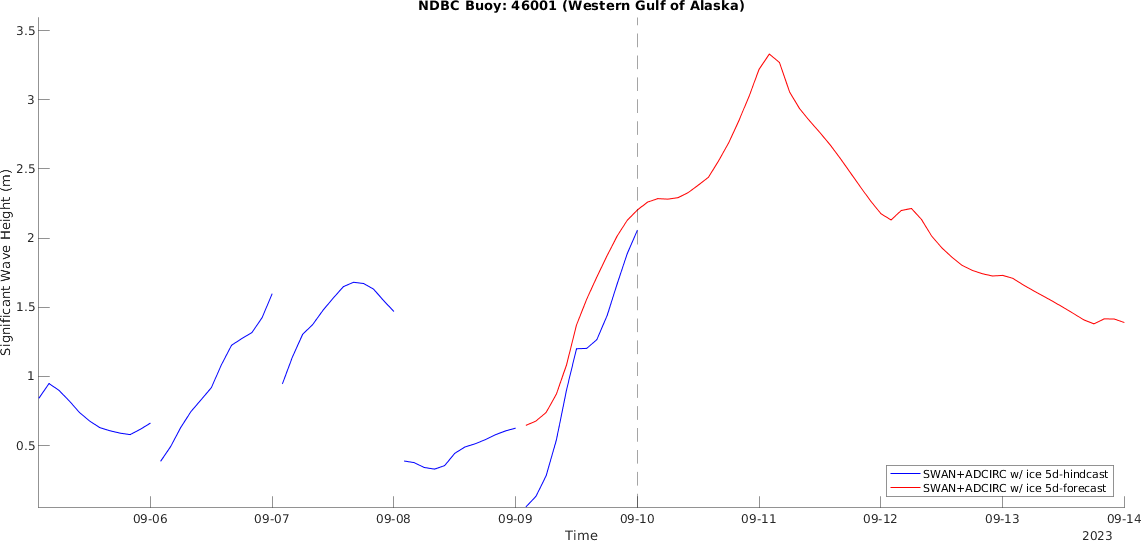 NDBC Buoy: 46001 (Western Gulf of Alaska)
3.5
3
2.5
2
1.5
1
0.5
Significant Wave Height (m)
SWAN+ADCIRC w/ ice 5d-hindcast
SWAN+ADCIRC w/ ice 5d-forecast
09-06 09-07 09-08 09-09 09-10 09-11 09-12 09-13 09-14
Time
2023